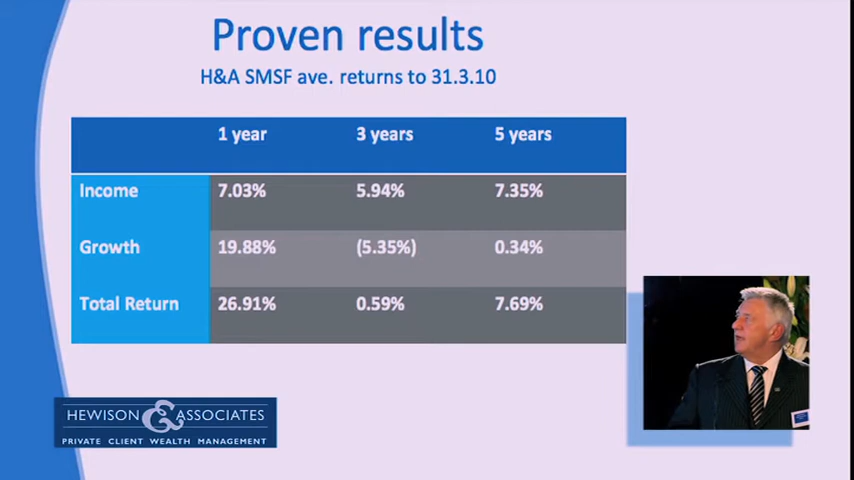 Proven results
H&A SMSF ave. returns to 31.3.10
1 year 3 years 5 years
Income 7.03% 5.94% 7.35%
Growth 19.88% (5.35%) 0.34%
Total Return 26.91% 0.59% 7.69%
HEWISON & ASSOCIATES
PRIVATE CLIENT WEALTH MANAGEMENT